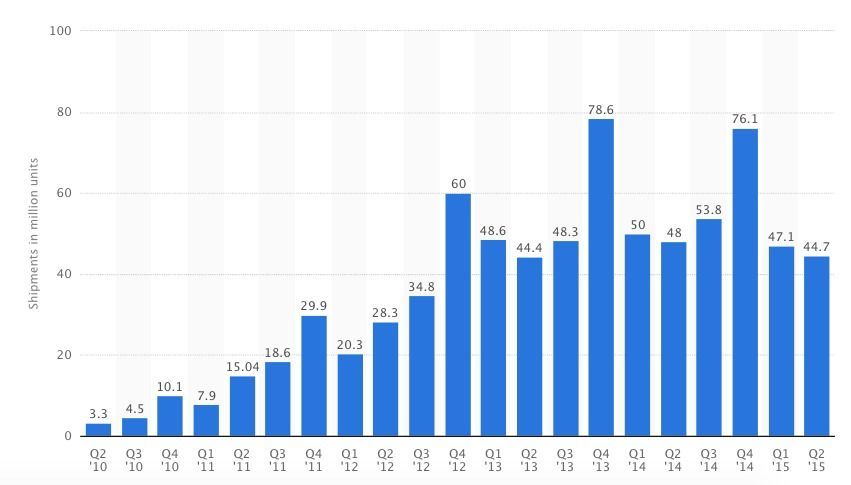 100
80
60
40
20
0
Shipments in million units
3.3
4.5
10.1
7.9
15.04
18.6
29.9
20.3
28.3
34.8
60
48.6
44.4
48.3
78.6
50
48
53.8
76.1
47.1
44.7
Q2 '10
Q3 '10
Q4 '10
Q1 '11
Q2 '11
Q3 '11
Q4 '11
Q1 '12
Q2 '12
Q3 '12
Q4 '12
Q1 '13
Q2 '13
Q3 '13
Q4 '13
Q1 '14
Q2 '14
Q3 '14
Q4 '14
Q1 '15
Q2 '15